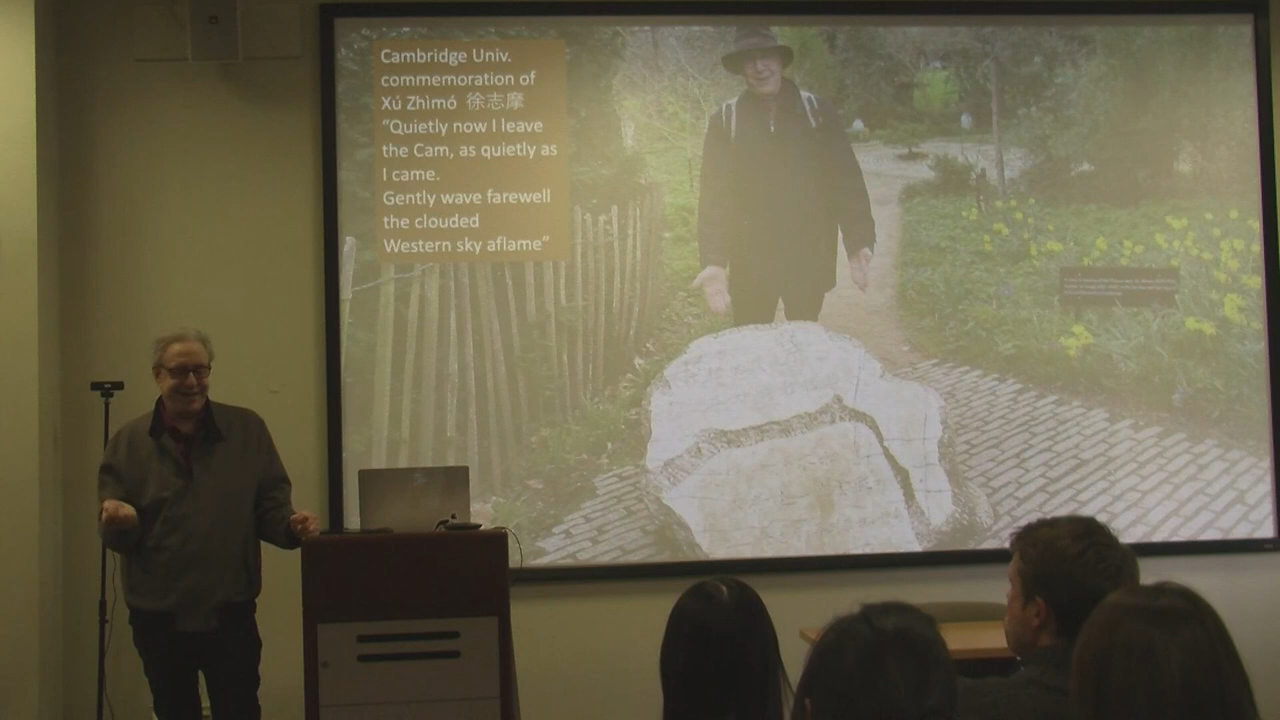 Cambridge Univ.
commemoration of
Xú Zhìmó 徐志摩
“Quietly now I leave
the Cam, as quietly as
I came.
Gently wave farewell
the clouded
Western sky aflame”